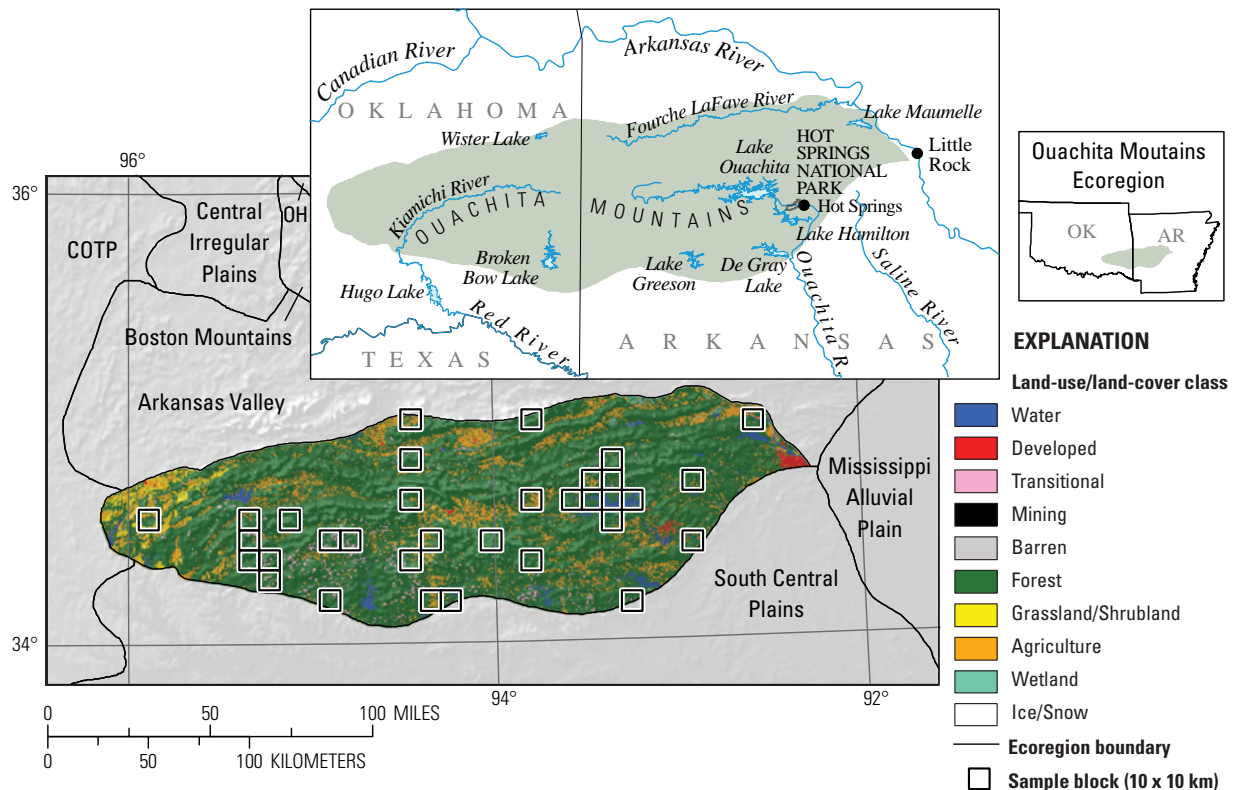 Canadian River
Arkansas River
OKLAHOMA
Fourche LaFave River
Lake Maumelle
Wister Lake
HOT
SPRINGS
NATIONAL
PARK
Little
Rock
Lake
Ouachita
Kiamichi River
OUACHITA
MOUNTAINS
Hot Springs
Lake Hamilton
Broken
Bow Lake
Lake
Greeson
De Gray
Lake
Hugo Lake
Red River
Ouachita R.
Saline River
TEXAS
ARKANSAS
Ouachita Moutains
Ecoregion
OK
AR
96°
36°
COTP
Central
Irregular
Plains
OH
Boston Mountains
Arkansas Valley
Mississippi
Alluvial
Plain
South Central
Plains
34°
94°
92°
0
50
100 MILES
0
50
100 KILOMETERS
EXPLANATION
Land-use/land-cover class
Water
Developed
Transitional
Mining
Barren
Forest
Grassland/Shrubland
Agriculture
Wetland
Ice/Snow
Ecoregion boundary
Sample block (10 x 10 km)